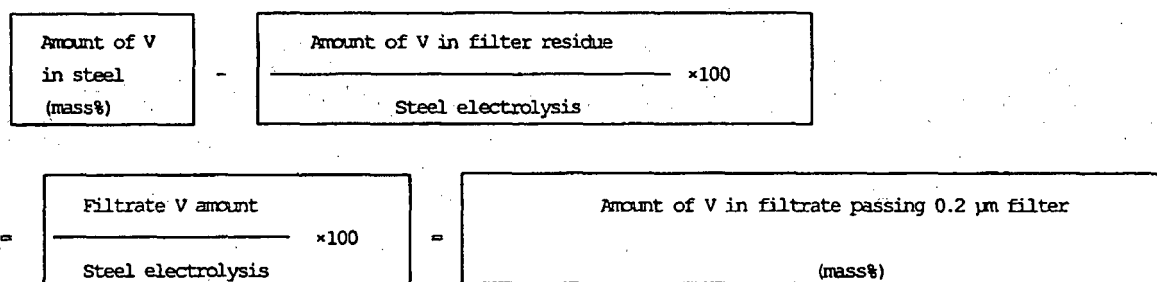 Amount of V
in steel
(mass%)
-
Amount of V in filter residue
×100
Steel electrolysis
=
Filtrate V amount
×100
Steel electrolysis
=
Amount of V in filtrate passing 0.2 μm filter
(mass%)